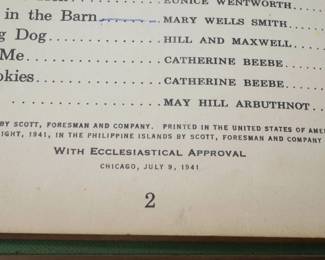 EUNICE WENTWORTH
in the Barn MARY WELLS SMITH
Dog HILL AND MAXWELL
Me CATHERINE BEEBE
CATHERINE BEEBE
MAY HILL ARBUTHNOT
BY SCOTT, FORESMAN AND COMPANY. PRINTED IN THE UNITED STATES OF
1941, IN THE PHILIPPINE ISLANDS BY SCOTT, FORESMAN AND COMPANY
WITH ECCLESIASTICAL APPROVAL
CHICAGO, JULY 9, 1941
2